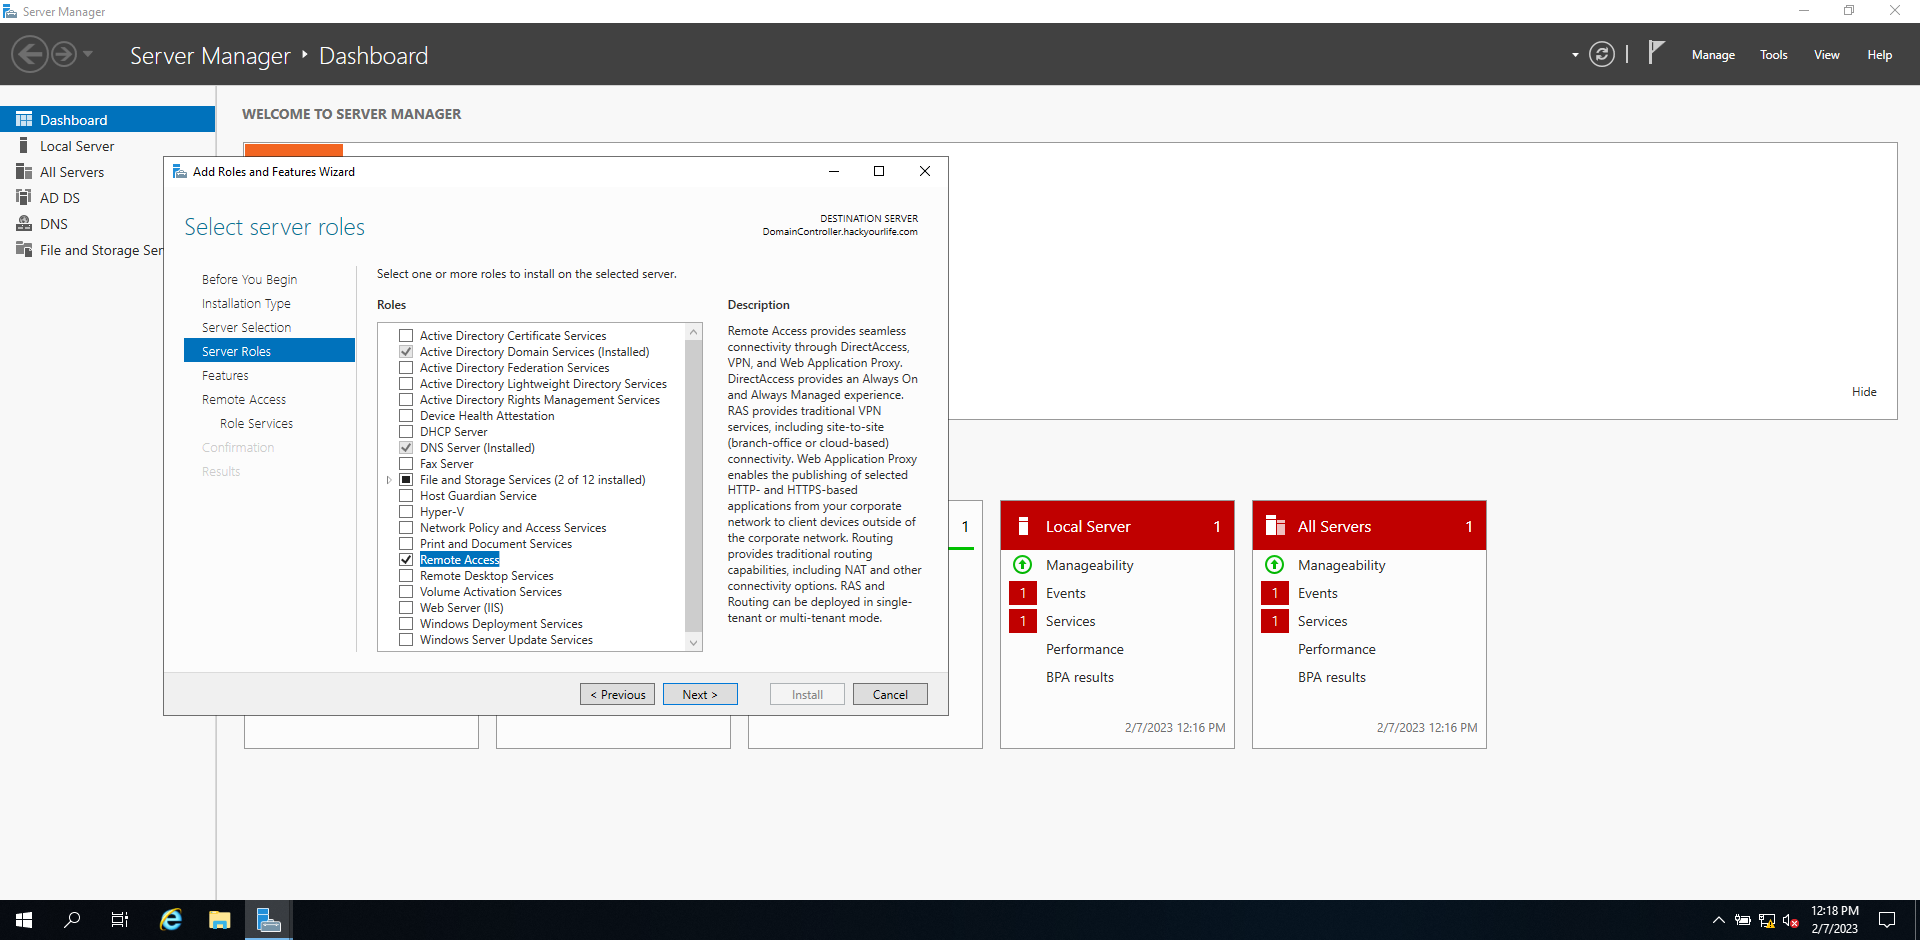 Server Manager
Server Manager ‣ Dashboard
Manage
Tools
View
Help
Dashboard
Local Server
All Servers
AD DS
DNS
File and Storage Ser
WELCOME TO SERVER MANAGER
Hide
Add Roles and Features Wizard
Select server roles
DESTINATION SERVER
DomainController.hackyourlife.com
Before You Begin
Installation Type
Server Selection
Server Roles
Features
Remote Access
Role Services
Confirmation
Results
Select one or more roles to install on the selected server.
Roles
Active Directory Certificate Services
Active Directory Domain Services (Installed)
Active Directory Federation Services
Active Directory Lightweight Directory Services
Active Directory Rights Management Services
Device Health Attestation
DHCP Server
DNS Server (Installed)
Fax Server
File and Storage Services (2 of 12 installed)
Host Guardian Service
Hyper-V
Network Policy and Access Services
Print and Document Services
Remote Access
Remote Desktop Services
Volume Activation Services
Web Server (IIS)
Windows Deployment Services
Windows Server Update Services
Description
Remote Access provides seamless
connectivity through DirectAccess,
VPN, and Web Application Proxy.
DirectAccess provides an Always On
and Always Managed experience.
RAS provides traditional VPN
services, including site-to-site
(branch-office or cloud-based)
connectivity. Web Application Proxy
enables the publishing of selected
HTTP- and HTTPS-based
applications from your corporate
network to client devices outside of
the corporate network. Routing
provides traditional routing
capabilities, including NAT and other
connectivity options. RAS and
Routing can be deployed in single-
tenant or multi-tenant mode.
< Previous
Next >
Install
Cancel
1
Local Server 1
Manageability
1 Events
1 Services
Performance
BPA results
2/7/2023 12:16 PM
All Servers 1
Manageability
1 Events
1 Services
Performance
BPA results
2/7/2023 12:16 PM
12:18 PM
2/7/2023